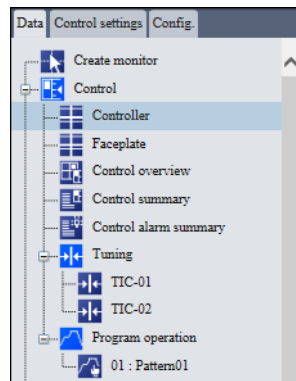 Data Control settings Config.
Create monitor
Control
Controller
Faceplate
Control overview
Control summary
Control alarm summary
Tuning
TIC-01
TIC-02
Program operation
01 : Pattern01